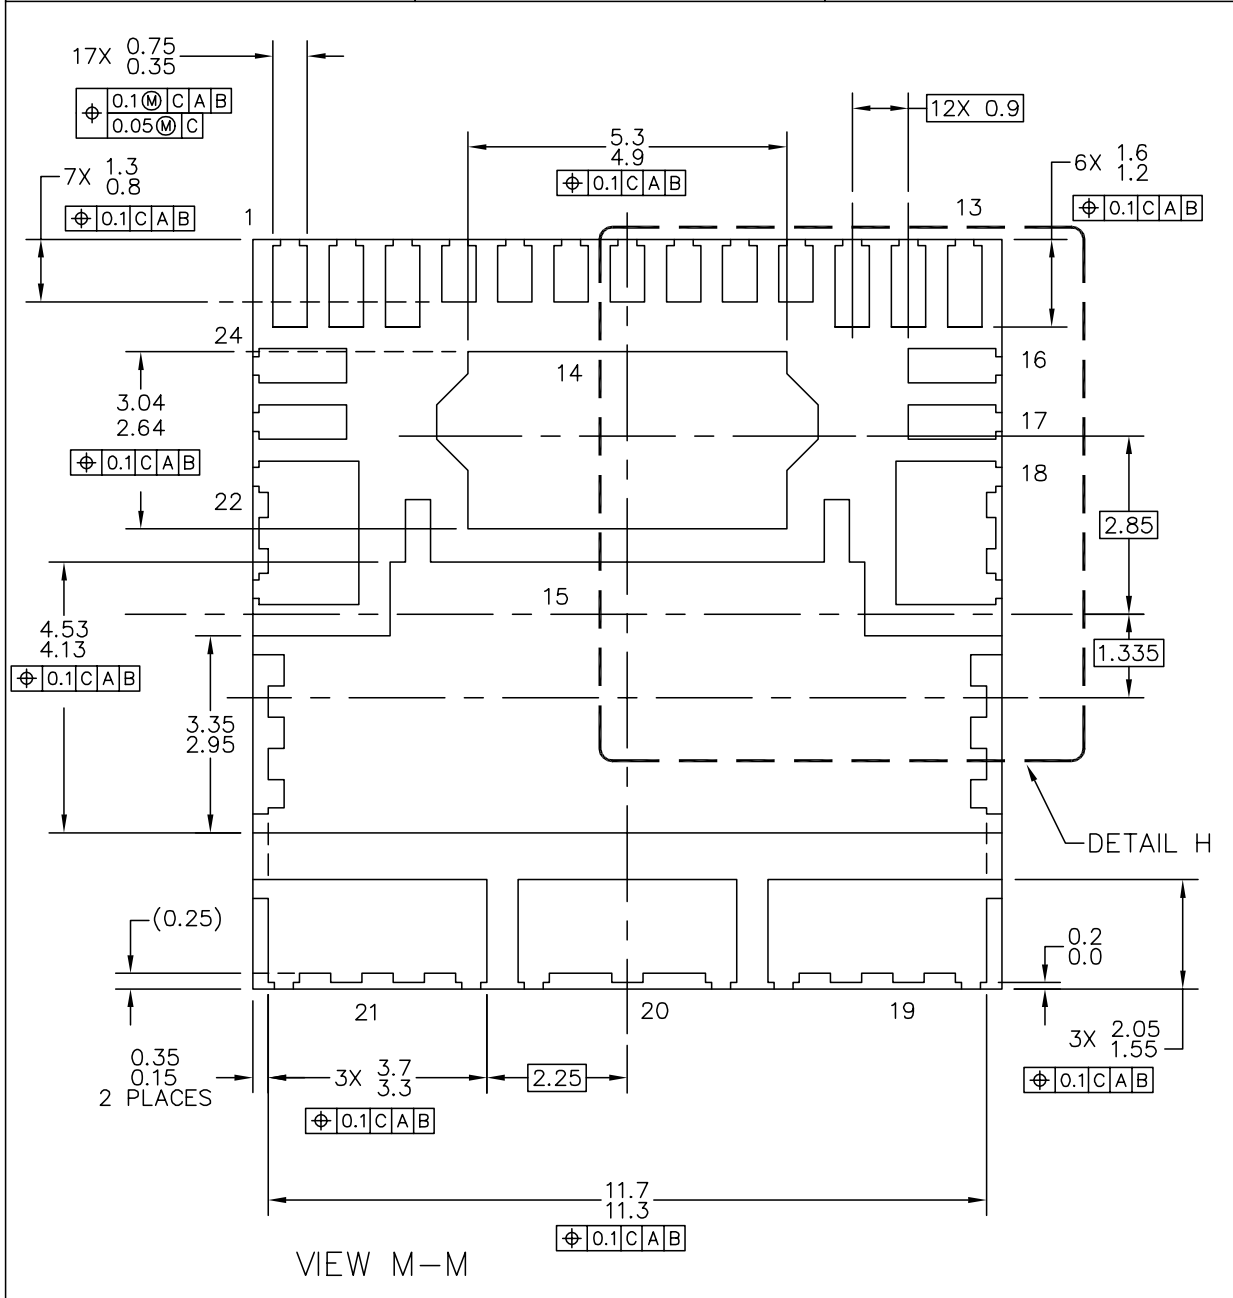 17X 0.75
0.35
⌖ 0.1Ⓜ C A B
0.05Ⓜ C
12X 0.9
5.3
4.9
⌖ 0.1 C A B
7X 1.3
0.8
⌖ 0.1 C A B
6X 1.6
1.2
⌖ 0.1 C A B
1
13
24
14
16
17
3.04
2.64
⌖ 0.1 C A B
18
22
2.85
15
4.53
4.13
⌖ 0.1 C A B
1.335
3.35
2.95
DETAIL H
(0.25)
0.2
0.0
21
20
19
3X 2.05
1.55
⌖ 0.1 C A B
0.35
0.15
2 PLACES
3X 3.7
3.3
⌖ 0.1 C A B
2.25
11.7
11.3
⌖ 0.1 C A B
VIEW M-M